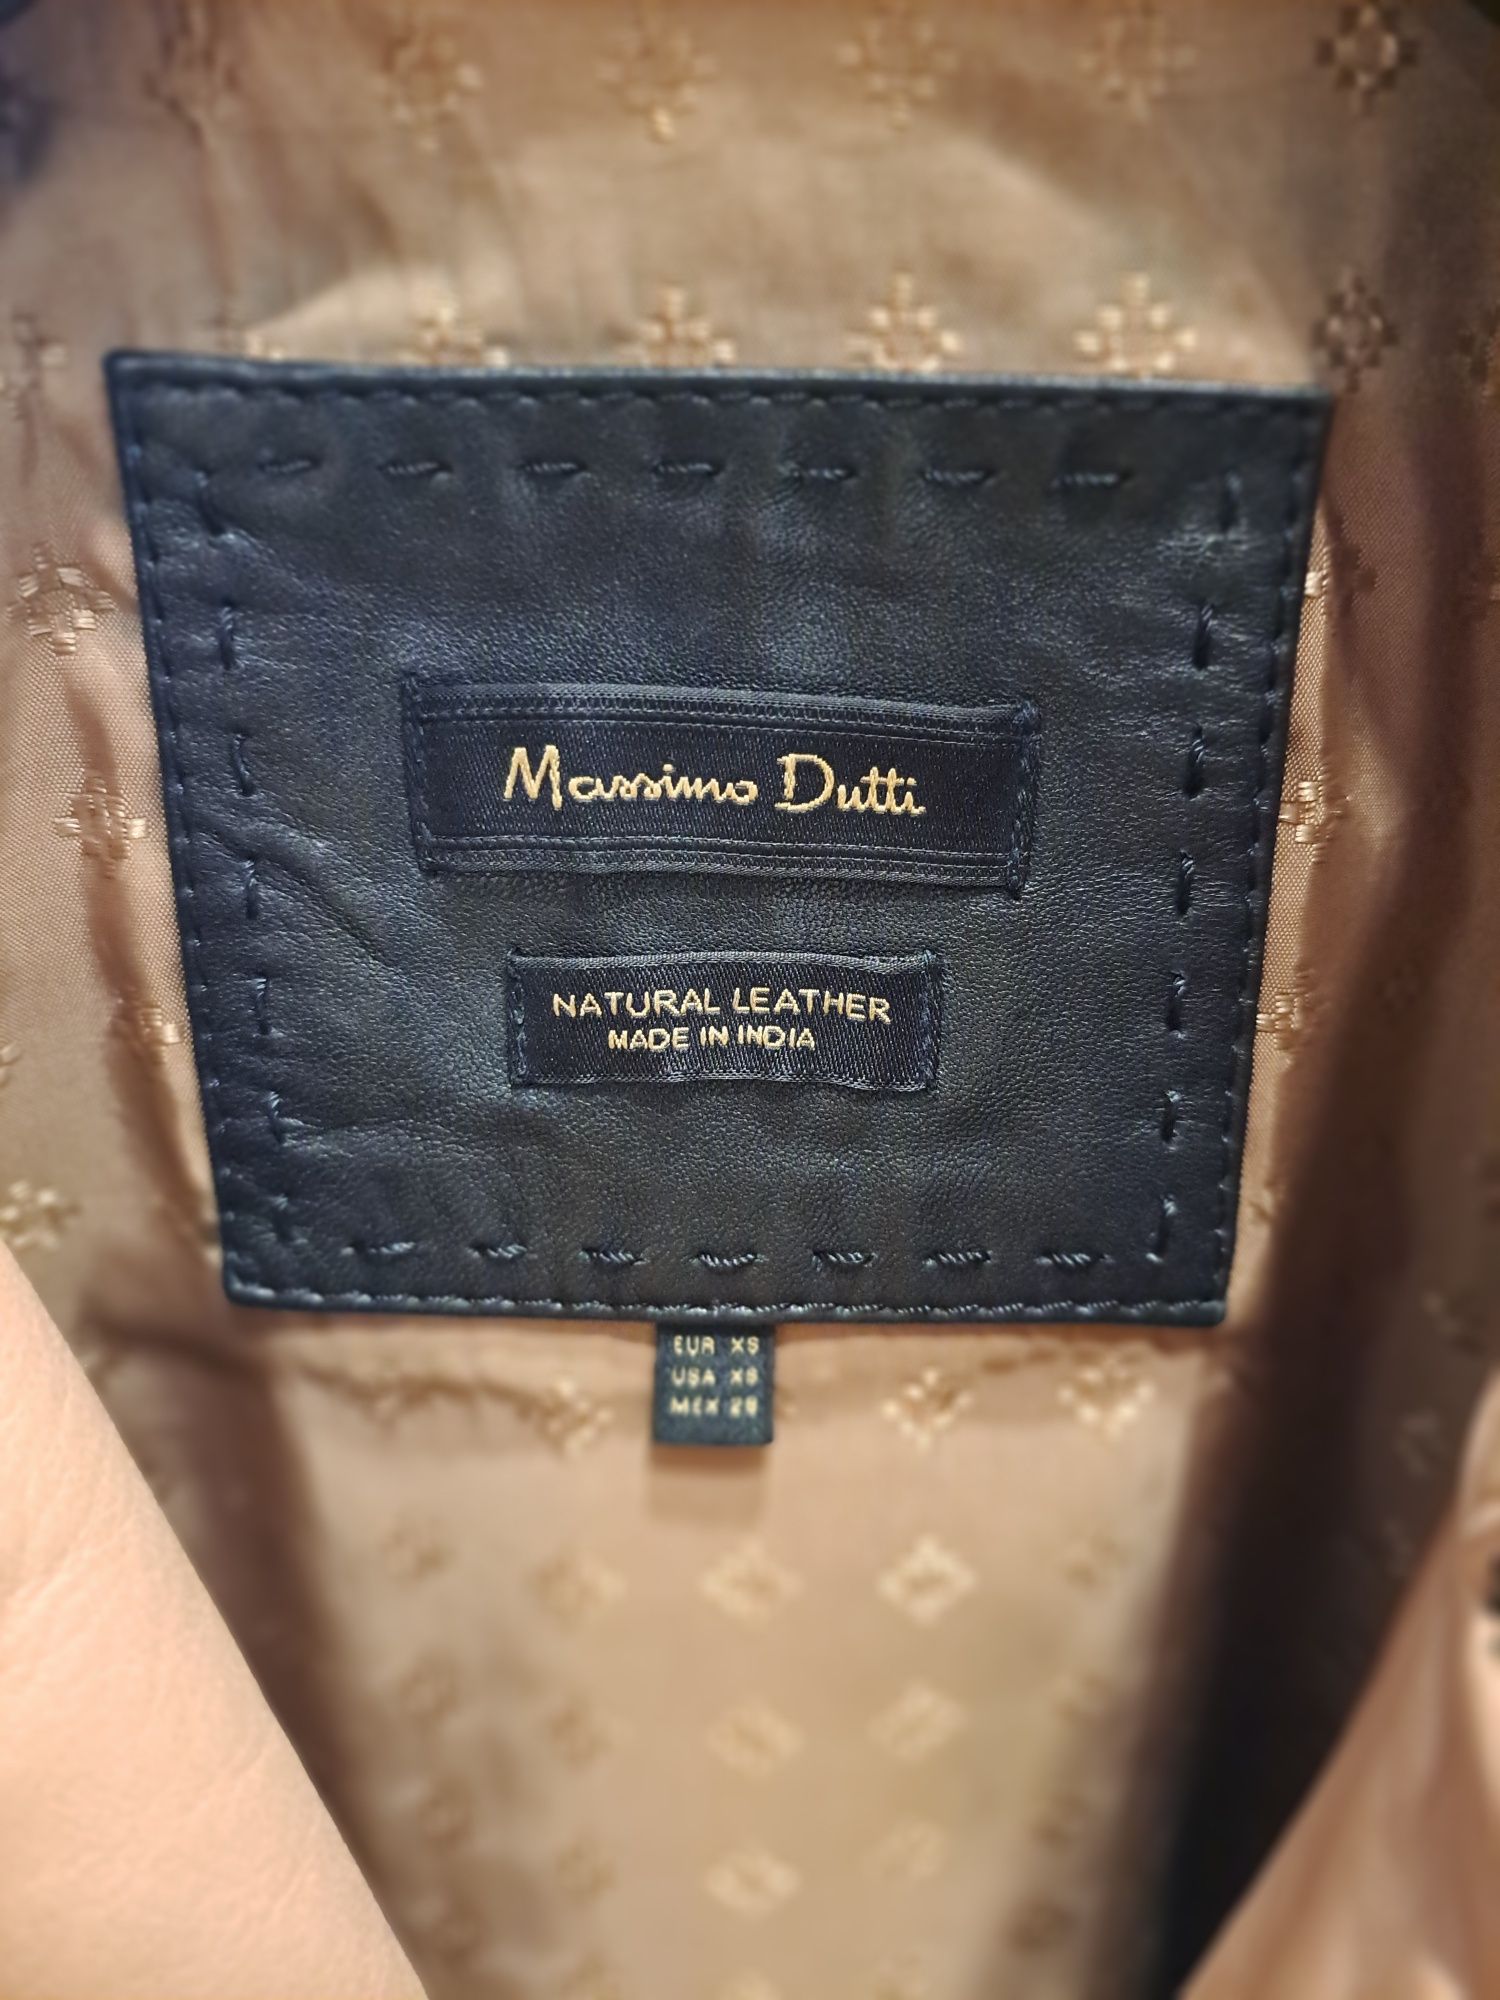 Massimo Dutti
NATURAL LEATHER
MADE IN INDIA
EUR XS
USA XS
MEX 26